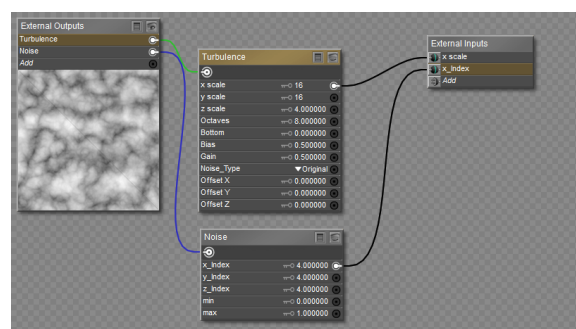 External Outputs
Turbulence
Noise
Add
Turbulence
x scale 16
y scale 16
z scale 4.000000
Octaves 8.000000
Bottom 0.000000
Bias 0.500000
Gain 0.500000
Noise_Type Original
Offset X 0.000000
Offset Y 0.000000
Offset Z 0.000000
Noise
x_Index 4.000000
y_Index 4.000000
z_Index 4.000000
min 0.000000
max 1.000000
External Inputs
x scale
x_Index
Add